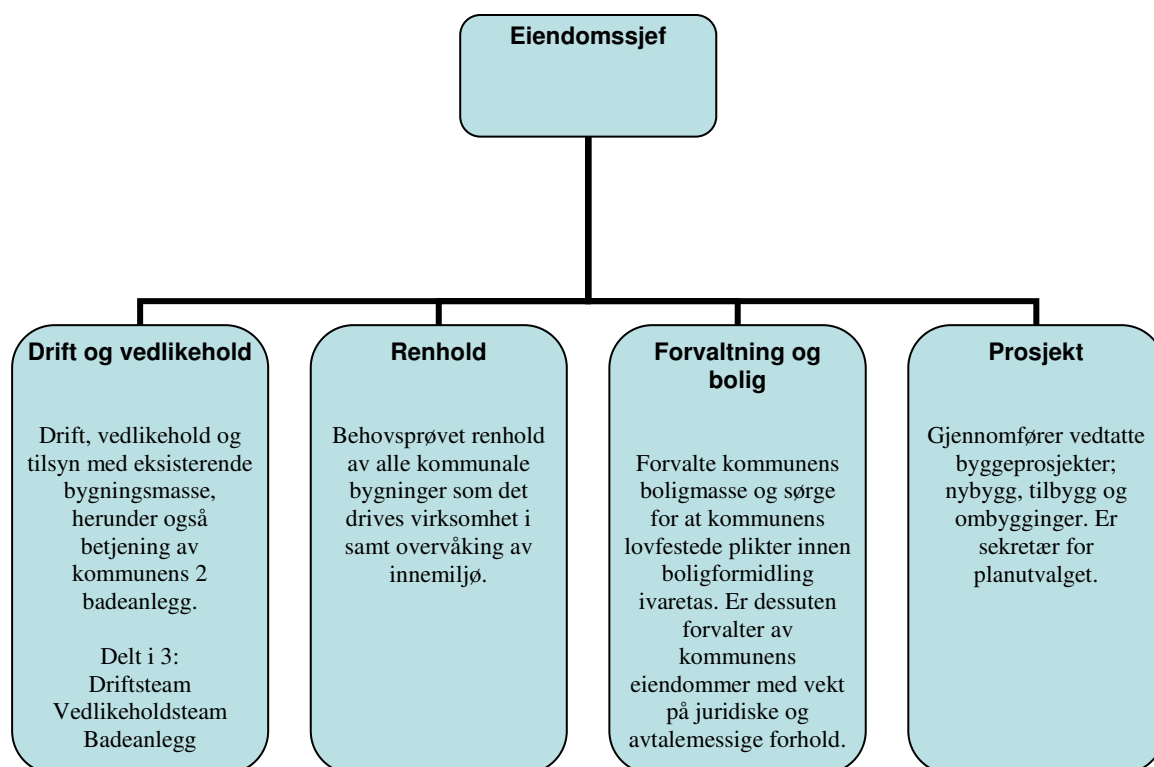 Eiendomssjef
Drift og vedlikehold
Drift, vedlikehold og
tilsyn med eksisterende
bygningsmasse,
herunder også
betjening av
kommunens 2
badeanlegg.
Delt i 3:
Driftsteam
Vedlikeholdsteam
Badeanlegg
Renhold
Behovsprøvet renhold
av alle kommunale
bygninger som det
drives virksomhet i
samt overvåking av
innemiljø.
Forvaltning og
bolig
Forvalte kommunens
boligmasse og sørge
for at kommunens
lovfestede plikter innen
boligformidling
ivaretas. Er dessuten
forvalter av
kommunens
eiendommer med vekt
på juridiske og
avtalemessige forhold.
Prosjekt
Gjennomfører vedtatte
byggeprosjekter;
nybygg, tilbygg og
ombygginger. Er
sekretær for
planutvalget.